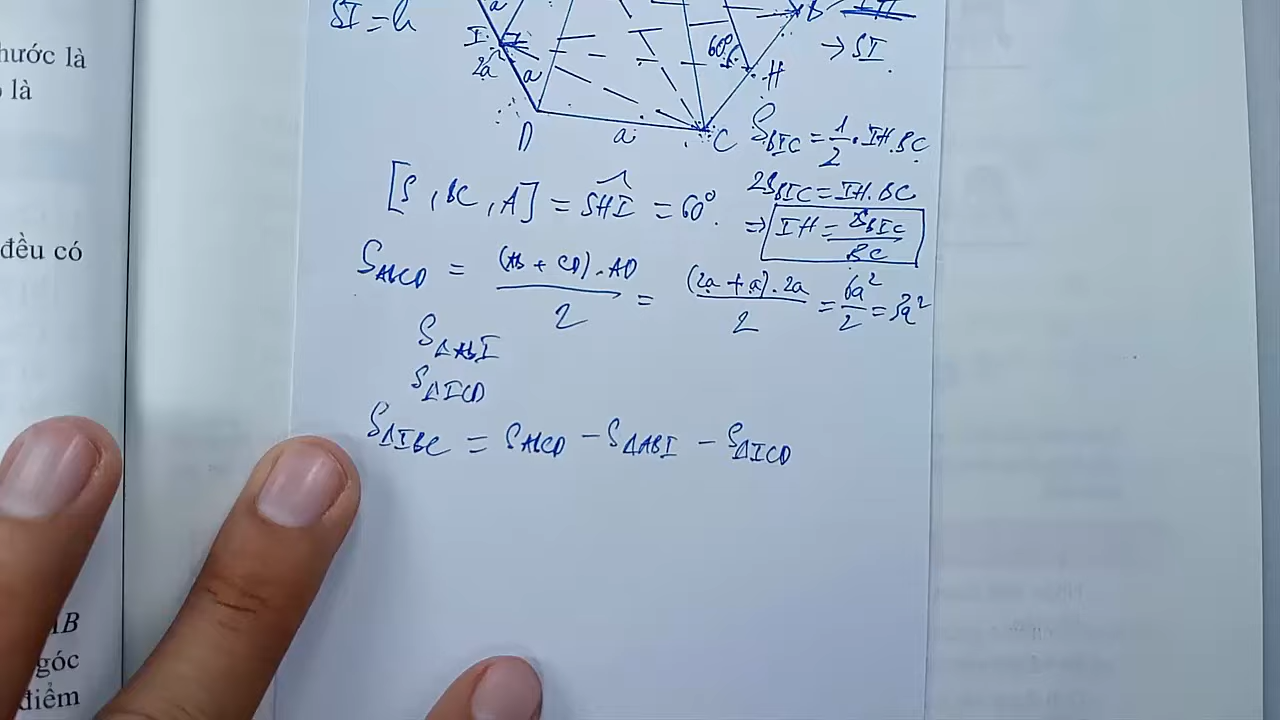 hước là
là
đều có
AB
góc
điểm
SI = h
a
I
2a
a
D
a
C
60°
B
H
→ SI
S_BIC = 1/2 · IH.BC
2S_BIC = IH.BC
[S, BC, A] = SHI = 60°
⇒ IH = 2S_BIC / BC
S_ABCD = (AB + CD).AD / 2 = (2a + a).2a / 2 = 6a² / 2 = 3a²
S_ΔABI
S_ΔICD
S_ΔIBC = S_ABCD − S_ΔABI − S_ΔICD